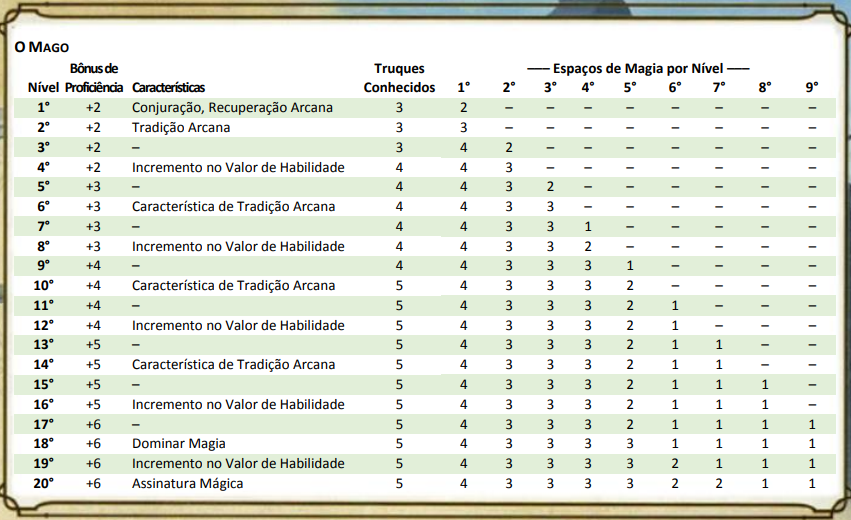 O MAGO
Bônus de Truques —— Espaços de Magia por Nível ——
Nível Proficiência Características Conhecidos 1° 2° 3° 4° 5° 6° 7° 8° 9°
1° +2 Conjuração, Recuperação Arcana 3 2 – – – – – – – –
2° +2 Tradição Arcana 3 3 – – – – – – – –
3° +2 – 3 4 2 – – – – – – –
4° +2 Incremento no Valor de Habilidade 4 4 3 – – – – – – –
5° +3 – 4 4 3 2 – – – – – –
6° +3 Característica de Tradição Arcana 4 4 3 3 – – – – – –
7° +3 – 4 4 3 3 1 – – – – –
8° +3 Incremento no Valor de Habilidade 4 4 3 3 2 – – – – –
9° +4 – 4 4 3 3 3 1 – – – –
10° +4 Característica de Tradição Arcana 5 4 3 3 3 2 – – – –
11° +4 – 5 4 3 3 3 2 1 – – –
12° +4 Incremento no Valor de Habilidade 5 4 3 3 3 2 1 – – –
13° +5 – 5 4 3 3 3 2 1 1 – –
14° +5 Característica de Tradição Arcana 5 4 3 3 3 2 1 1 – –
15° +5 – 5 4 3 3 3 2 1 1 1 –
16° +5 Incremento no Valor de Habilidade 5 4 3 3 3 2 1 1 1 –
17° +6 – 5 4 3 3 3 2 1 1 1 1
18° +6 Dominar Magia 5 4 3 3 3 3 1 1 1 1
19° +6 Incremento no Valor de Habilidade 5 4 3 3 3 3 2 1 1 1
20° +6 Assinatura Mágica 5 4 3 3 3 3 2 2 1 1